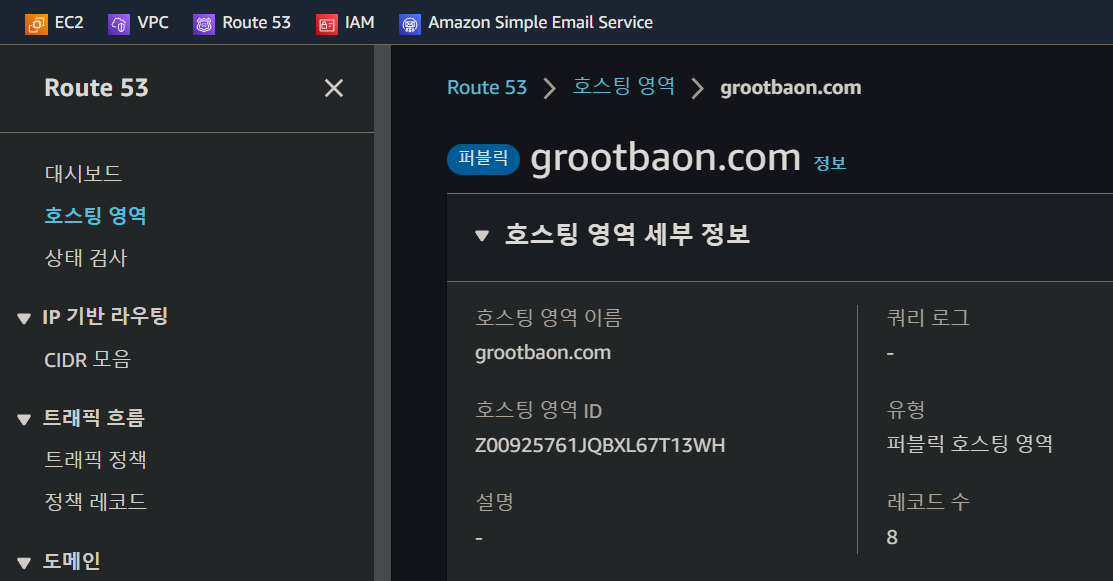 EC2 VPC Route 53 IAM Amazon Simple Email Service
Route 53
대시보드
호스팅 영역
상태 검사
IP 기반 라우팅
CIDR 모음
트래픽 흐름
트래픽 정책
정책 레코드
도메인
Route 53 호스팅 영역 grootbaon.com
퍼블릭 grootbaon.com 정보
호스팅 영역 세부 정보
호스팅 영역 이름
grootbaon.com
호스팅 영역 ID
Z00925761JQBXL67T13WH
설명
-
쿼리 로그
-
유형
퍼블릭 호스팅 영역
레코드 수
8